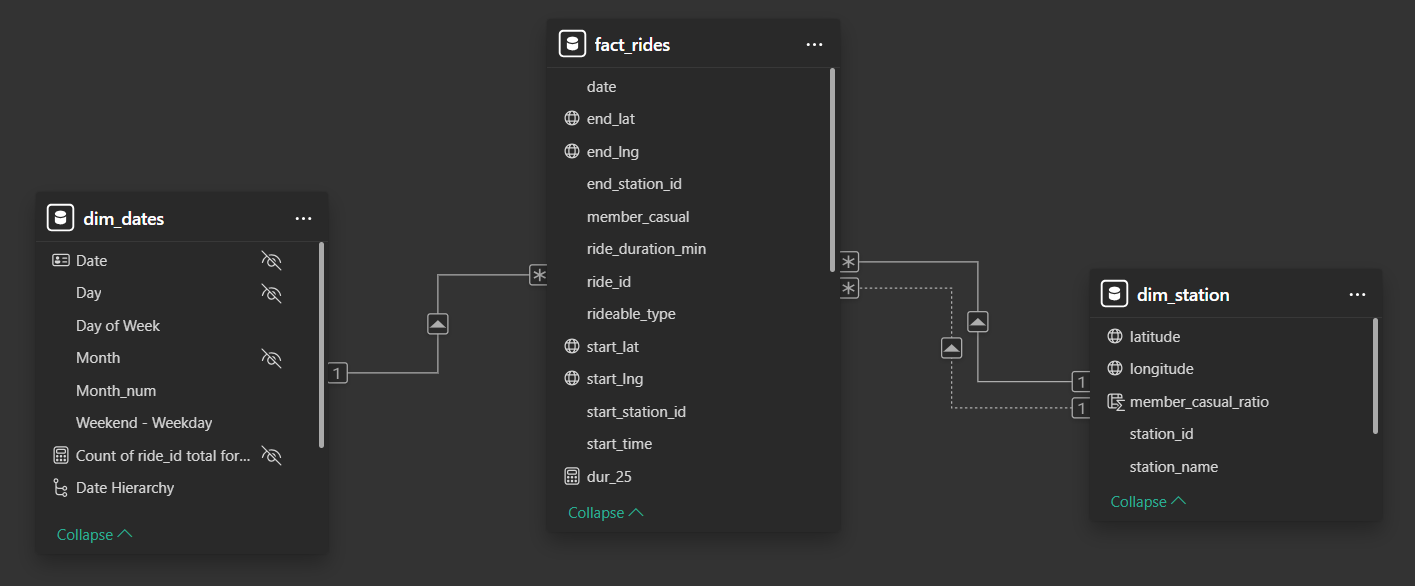 dim_dates
Date
Day
Day of Week
Month
Month_num
Weekend - Weekday
Count of ride_id total for...
Date Hierarchy
Collapse
1
*
fact_rides
date
end_lat
end_lng
end_station_id
member_casual
ride_duration_min
ride_id
rideable_type
start_lat
start_lng
start_station_id
start_time
dur_25
Collapse
*
*
1
1
dim_station
latitude
longitude
member_casual_ratio
station_id
station_name
Collapse